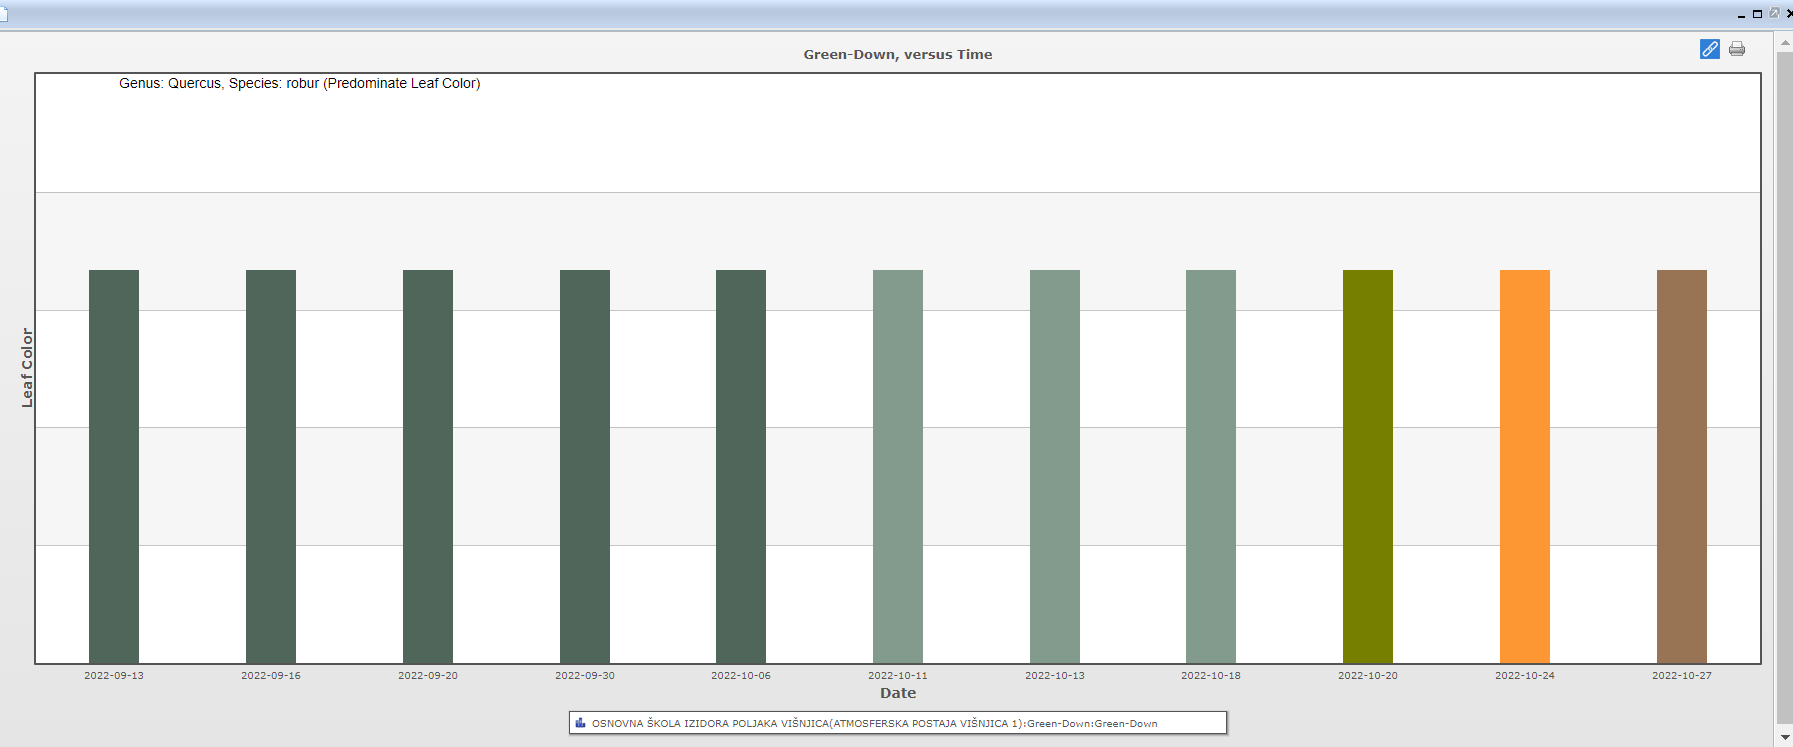 Green-Down, versus Time
Genus: Quercus, Species: robur (Predominate Leaf Color)
Leaf Color
2022-09-13 2022-09-16 2022-09-20 2022-09-30 2022-10-06 2022-10-11 2022-10-13 2022-10-18 2022-10-20 2022-10-24 2022-10-27
Date
OSNOVNA ŠKOLA IZIDORA POLJAKA VIŠNJICA(ATMOSFERSKA POSTAJA VIŠNJICA 1):Green-Down:Green-Down